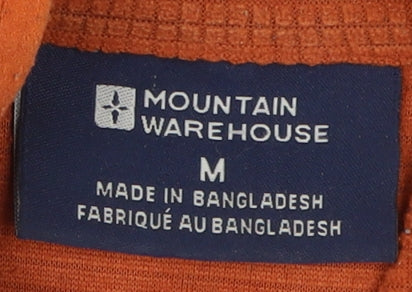 MOUNTAIN
WAREHOUSE
M
MADE IN BANGLADESH
FABRIQUÉ AU BANGLADESH